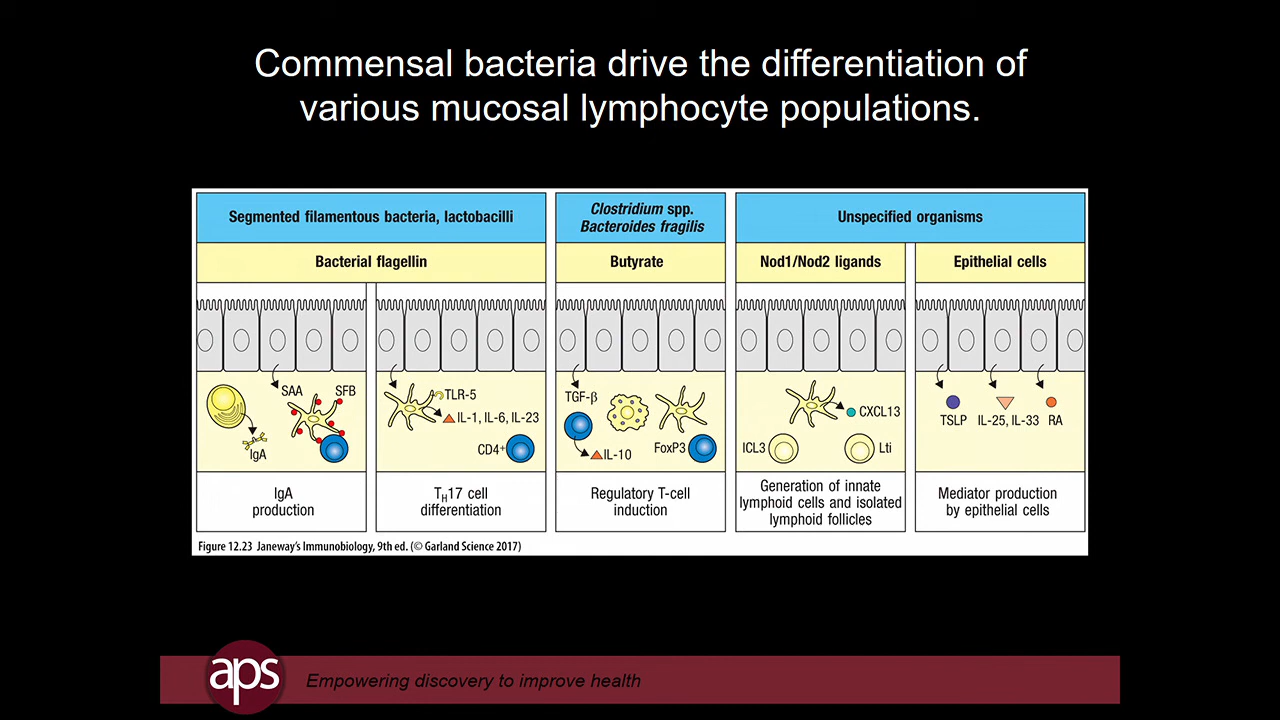 Commensal bacteria drive the differentiation of
various mucosal lymphocyte populations.
Segmented filamentous bacteria, lactobacilli
Clostridium spp.
Bacteroides fragilis
Unspecified organisms
Bacterial flagellin
Butyrate
Nod1/Nod2 ligands
Epithelial cells
SAA
SFB
IgA
TLR-5
IL-1, IL-6, IL-23
CD4+
TGF-β
IL-10
FoxP3
CXCL13
ICL3
Lti
TSLP
IL-25, IL-33
RA
IgA
production
TH17 cell
differentiation
Regulatory T-cell
induction
Generation of innate
lymphoid cells and isolated
lymphoid follicles
Mediator production
by epithelial cells
Figure 12.23 Janeway's Immunobiology, 9th ed. (© Garland Science 2017)
aps
Empowering discovery to improve health